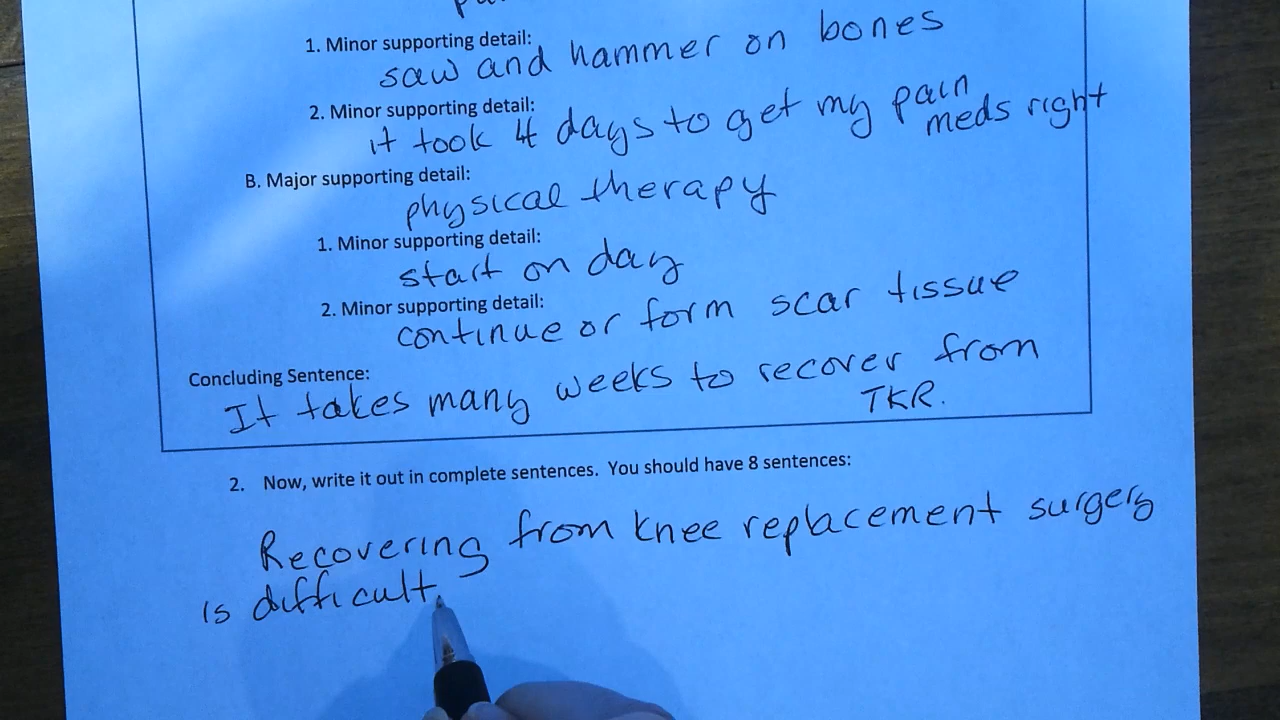 1. Minor supporting detail:
saw and hammer on bones
2. Minor supporting detail:
it took 4 days to get my pain
meds right
B. Major supporting detail:
physical therapy
1. Minor supporting detail:
start on day
2. Minor supporting detail:
continue or form scar tissue
Concluding Sentence:
It takes many weeks to recover from
TKR.
2. Now, write it out in complete sentences. You should have 8 sentences:
Recovering from knee replacement surgery
is difficult.